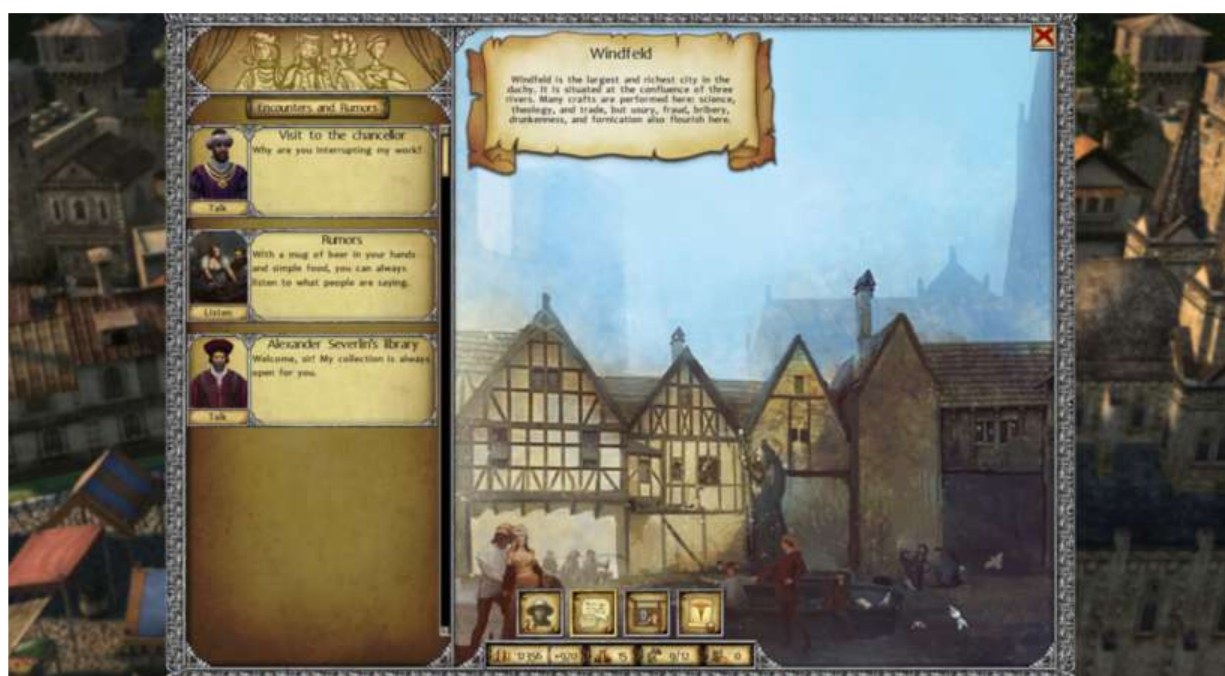 Windfeld
Windfeld is the largest and richest city in the
duchy. It is situated at the confluence of three
rivers. Many crafts are performed here: science,
theology, and trade, but usury, fraud, bribery,
drunkenness, and fornication also flourish here.
Encounters and Rumors
Visit to the chancellor
Why are you interrupting my work?
Talk
Rumors
With a mug of beer in your hands
and simple food, you can always
listen to what people are saying.
Listen
Alexander Severlin's library
Welcome, sir! My collection is always
open for you.
Talk
15
9/12
0